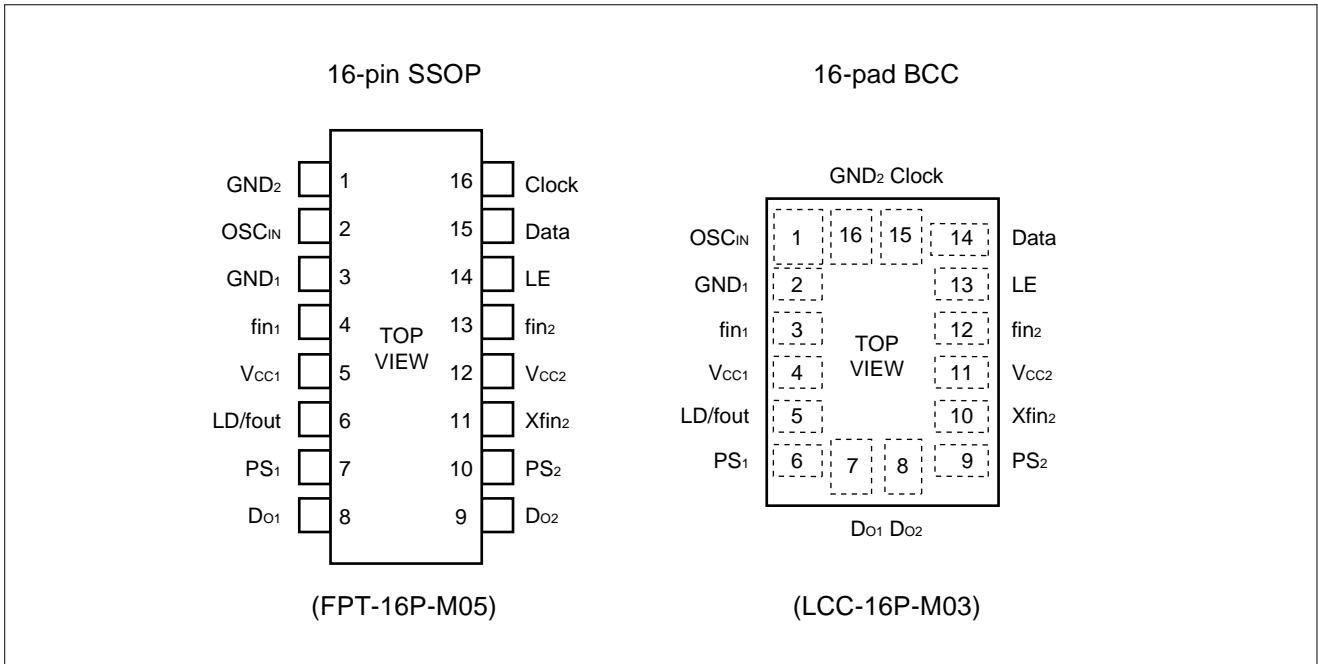 16-pin SSOP
GND₂ 1 16 Clock
OSCIN 2 15 Data
GND₁ 3 14 LE
fin₁ 4 13 fin₂
TOP
VIEW
VCC1 5 12 VCC2
LD/fout 6 11 Xfin₂
PS₁ 7 10 PS₂
DO1 8 9 DO2
(FPT-16P-M05)
16-pad BCC
GND₂ Clock
OSCIN 1 16 15 14 Data
GND₁ 2 13 LE
fin₁ 3 12 fin₂
TOP
VIEW
VCC1 4 11 VCC2
LD/fout 5 10 Xfin₂
PS₁ 6 7 8 9 PS₂
DO1 DO2
(LCC-16P-M03)